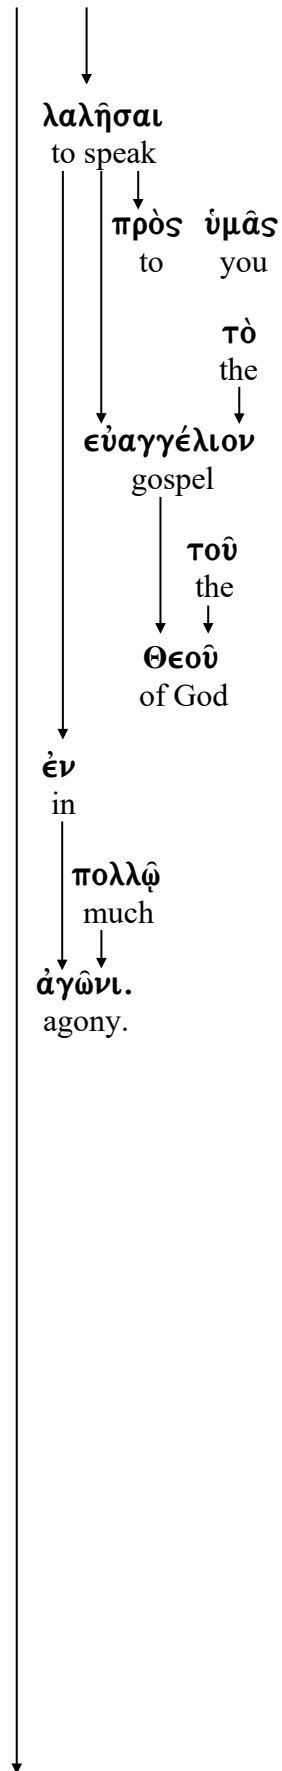 λαλῆσαι
to speak
πρὸς ὑμᾶς
to you
τὸ
the
εὐαγγέλιον
gospel
τοῦ
the
Θεοῦ
of God
ἐν
in
πολλῷ
much
ἀγῶνι.
agony.